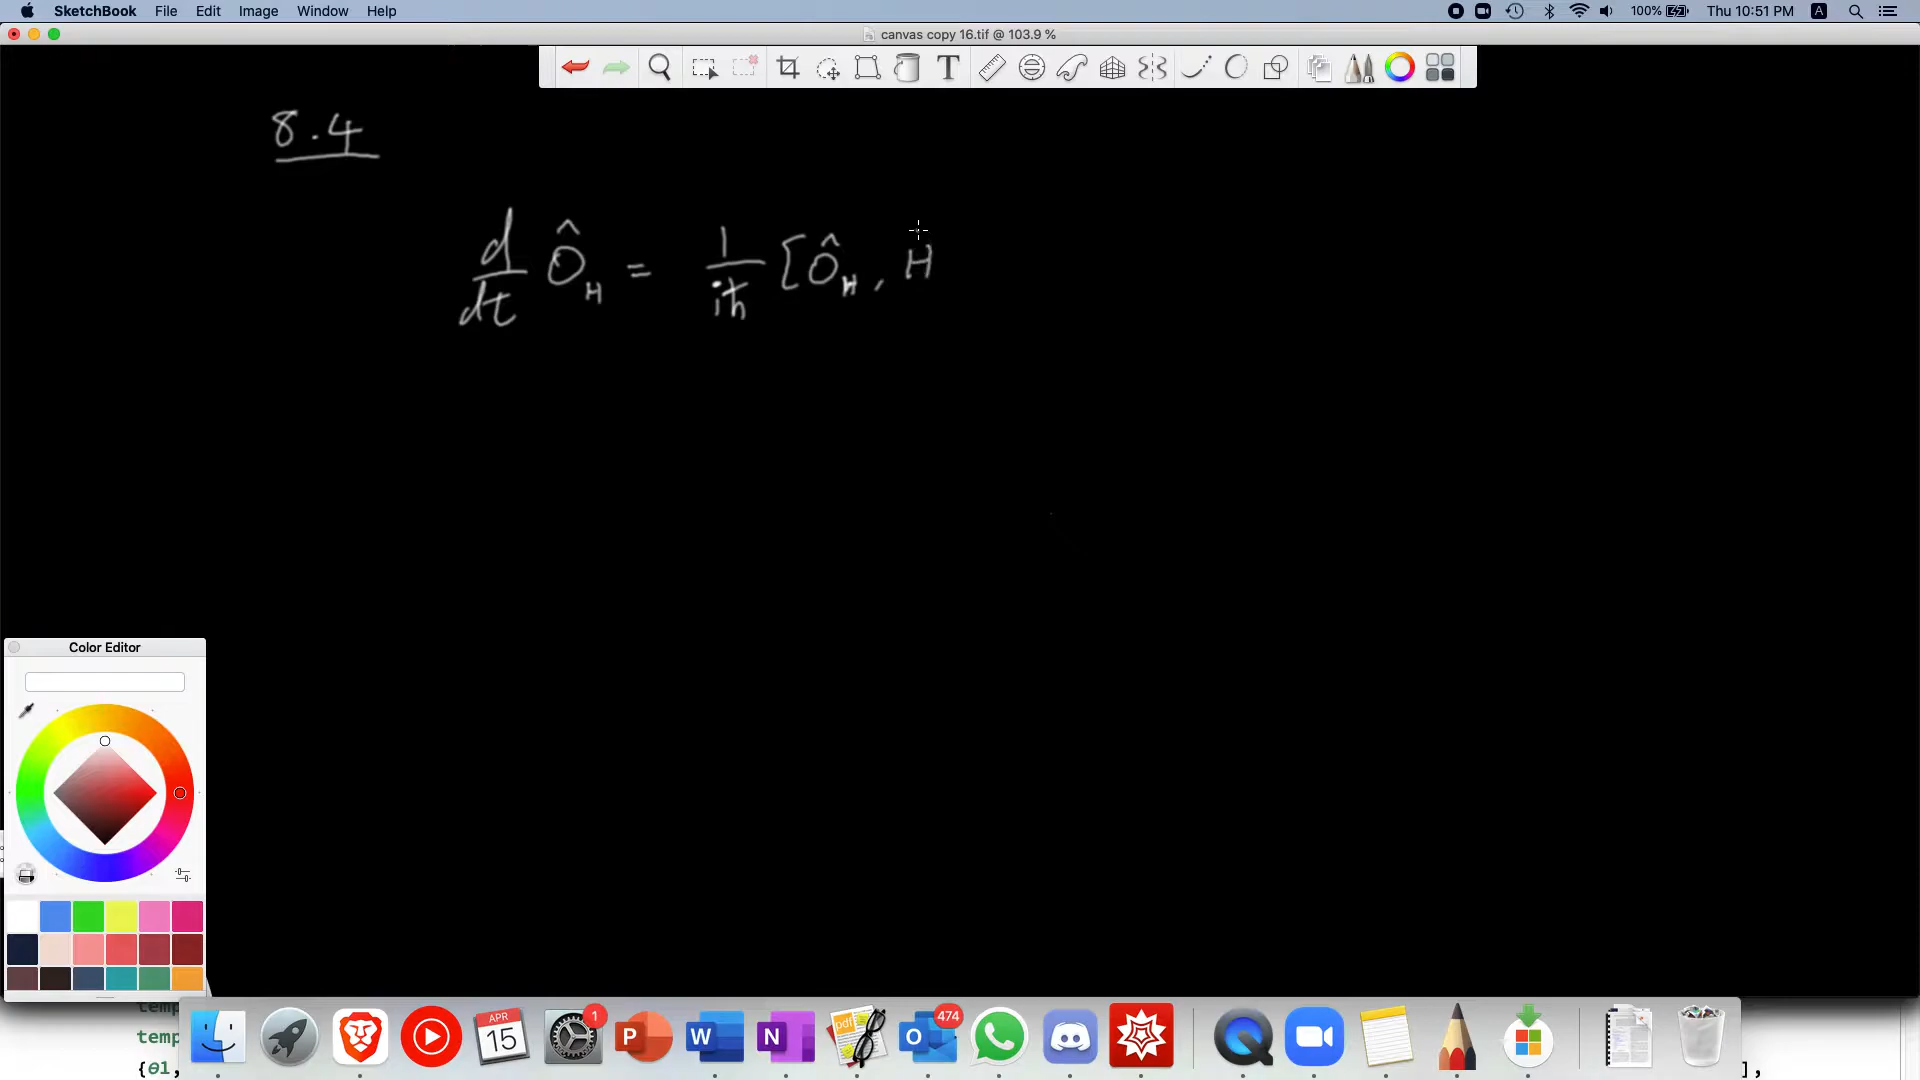 SketchBook File Edit Image Window Help 100% Thu 10:51 PM A
canvas copy 16.tif @ 103.9 %
8.4
d/dt Ô_H = 1/iħ [Ô_H, H
Color Editor
temp
temp
{θ1, ],
APR 15 1 P W N pdf O 474
T